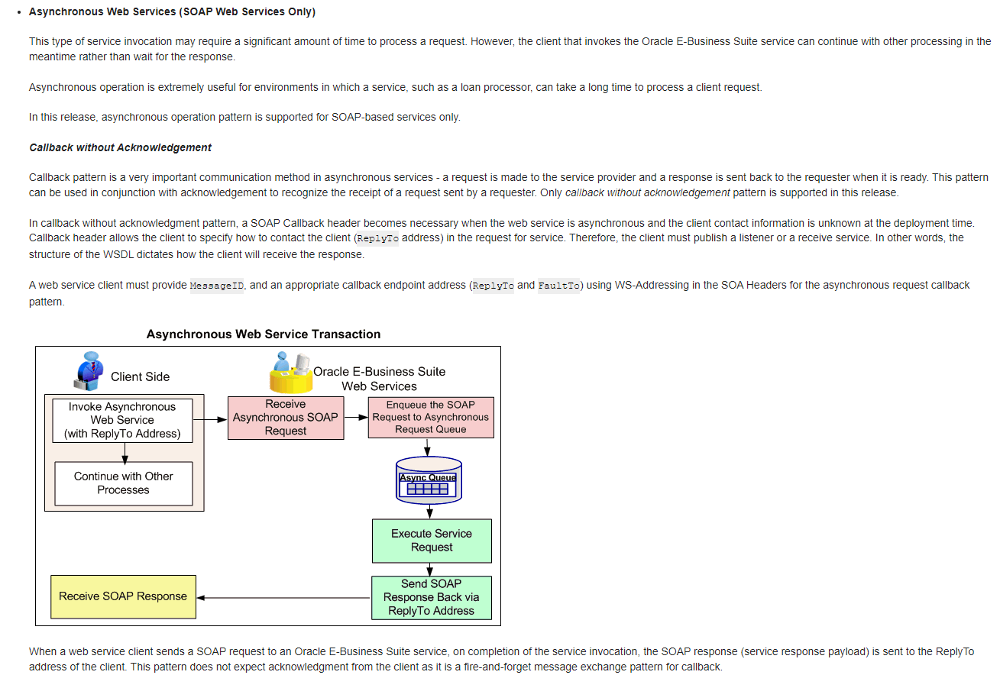 • Asynchronous Web Services (SOAP Web Services Only)
This type of service invocation may require a significant amount of time to process a request. However, the client that invokes the Oracle E-Business Suite service can continue with other processing in the
meantime rather than wait for the response.
Asynchronous operation is extremely useful for environments in which a service, such as a loan processor, can take a long time to process a client request.
In this release, asynchronous operation pattern is supported for SOAP-based services only.
Callback without Acknowledgement
Callback pattern is a very important communication method in asynchronous services - a request is made to the service provider and a response is sent back to the requester when it is ready. This pattern
can be used in conjunction with acknowledgement to recognize the receipt of a request sent by a requester. Only callback without acknowledgement pattern is supported in this release.
In callback without acknowledgment pattern, a SOAP Callback header becomes necessary when the web service is asynchronous and the client contact information is unknown at the deployment time.
Callback header allows the client to specify how to contact the client (ReplyTo address) in the request for service. Therefore, the client must publish a listener or a receive service. In other words, the
structure of the WSDL dictates how the client will receive the response.
A web service client must provide MessageID, and an appropriate callback endpoint address (ReplyTo and FaultTo) using WS-Addressing in the SOA Headers for the asynchronous request callback
pattern.
Asynchronous Web Service Transaction
Client Side
Oracle E-Business Suite
Web Services
Invoke Asynchronous
Web Service
(with ReplyTo Address)
Receive
Asynchronous SOAP
Request
Enqueue the SOAP
Request to Asynchronous
Request Queue
Continue with Other
Processes
Async Queue
Execute Service
Request
Send SOAP
Response Back via
ReplyTo Address
Receive SOAP Response
When a web service client sends a SOAP request to an Oracle E-Business Suite service, on completion of the service invocation, the SOAP response (service response payload) is sent to the ReplyTo
address of the client. This pattern does not expect acknowledgment from the client as it is a fire-and-forget message exchange pattern for callback.